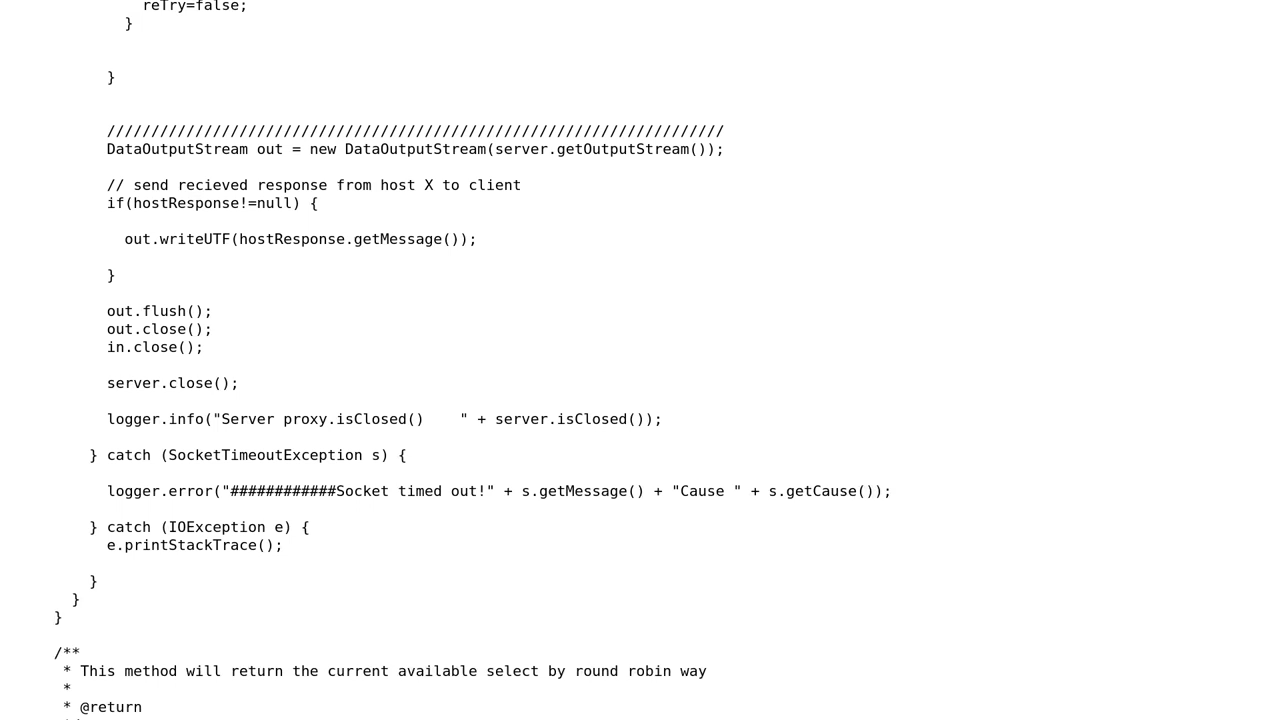 reTry=false;
}
}
//////////////////////////////////////////////////////////////////////
DataOutputStream out = new DataOutputStream(server.getOutputStream());
// send recieved response from host X to client
if(hostResponse!=null) {
out.writeUTF(hostResponse.getMessage());
}
out.flush();
out.close();
in.close();
server.close();
logger.info("Server proxy.isClosed()    " + server.isClosed());
} catch (SocketTimeoutException s) {
logger.error("############Socket timed out!" + s.getMessage() + "Cause " + s.getCause());
} catch (IOException e) {
e.printStackTrace();
}
}
}
/**
* This method will return the current available select by round robin way
*
* @return